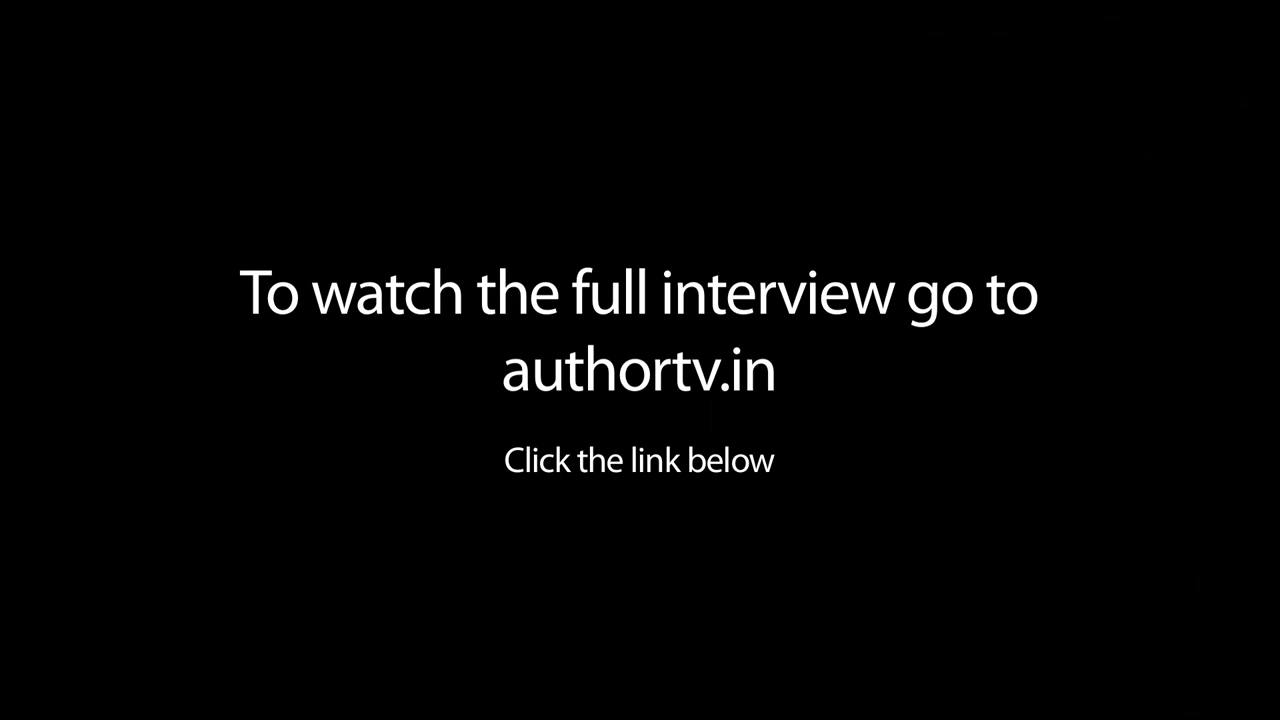 To watch the full interview go to
authortv.in
Click the link below